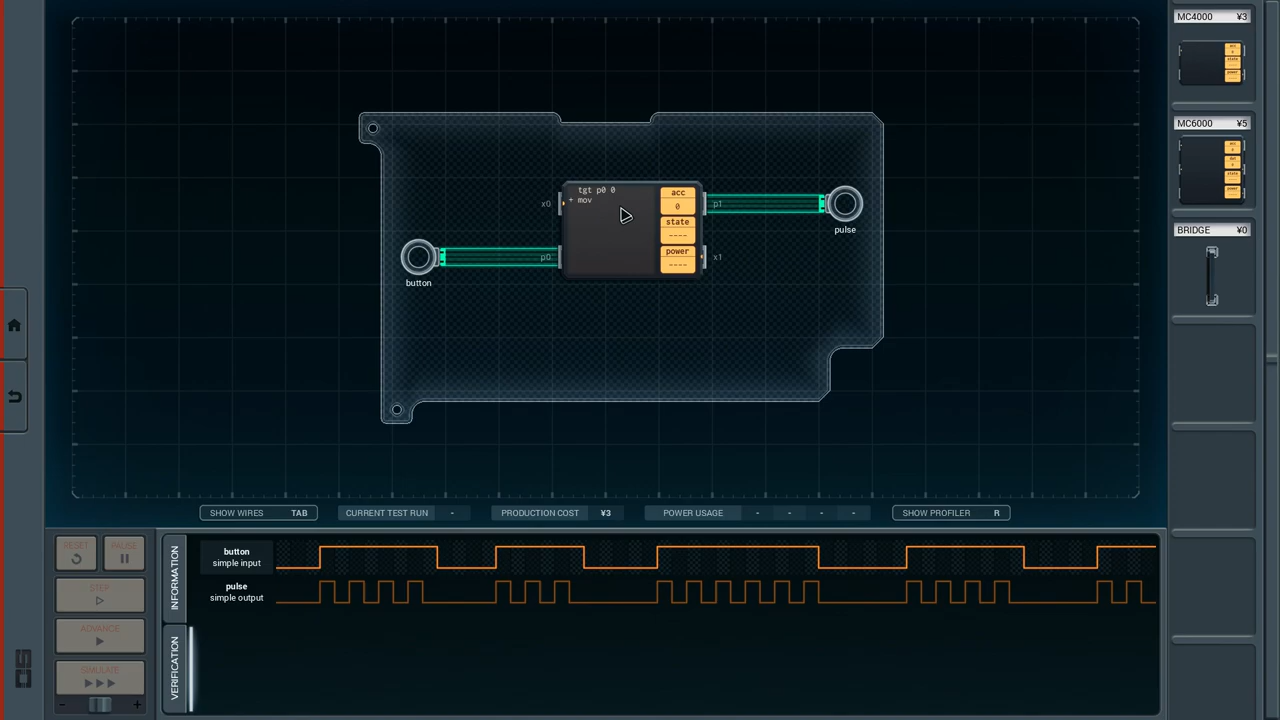 MC4000 ¥3
MC6000 ¥5
BRIDGE ¥0
tgt p0 0
+ mov
acc
0
state
----
power
----
x0
p0
p1
x1
button
pulse
SHOW WIRES TAB
CURRENT TEST RUN -
PRODUCTION COST ¥3
POWER USAGE - - - -
SHOW PROFILER R
RESET
PAUSE
STEP
ADVANCE
SIMULATE
- +
INFORMATION
VERIFICATION
button
simple input
pulse
simple output